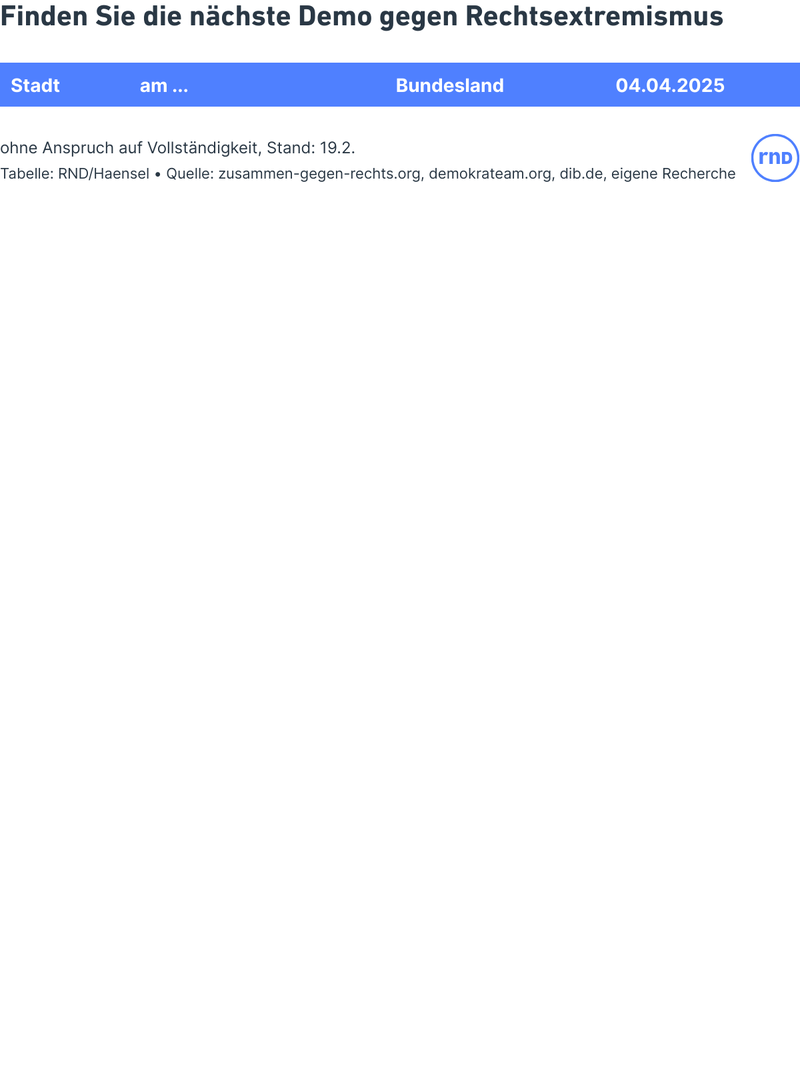 Finden Sie die nächste Demo gegen Rechtsextremismus
Stadt am ... Bundesland 04.04.2025
ohne Anspruch auf Vollständigkeit, Stand: 19.2.
Tabelle: RND/Haensel • Quelle: zusammen-gegen-rechts.org, demokrateam.org, dib.de, eigene Recherche
rnd